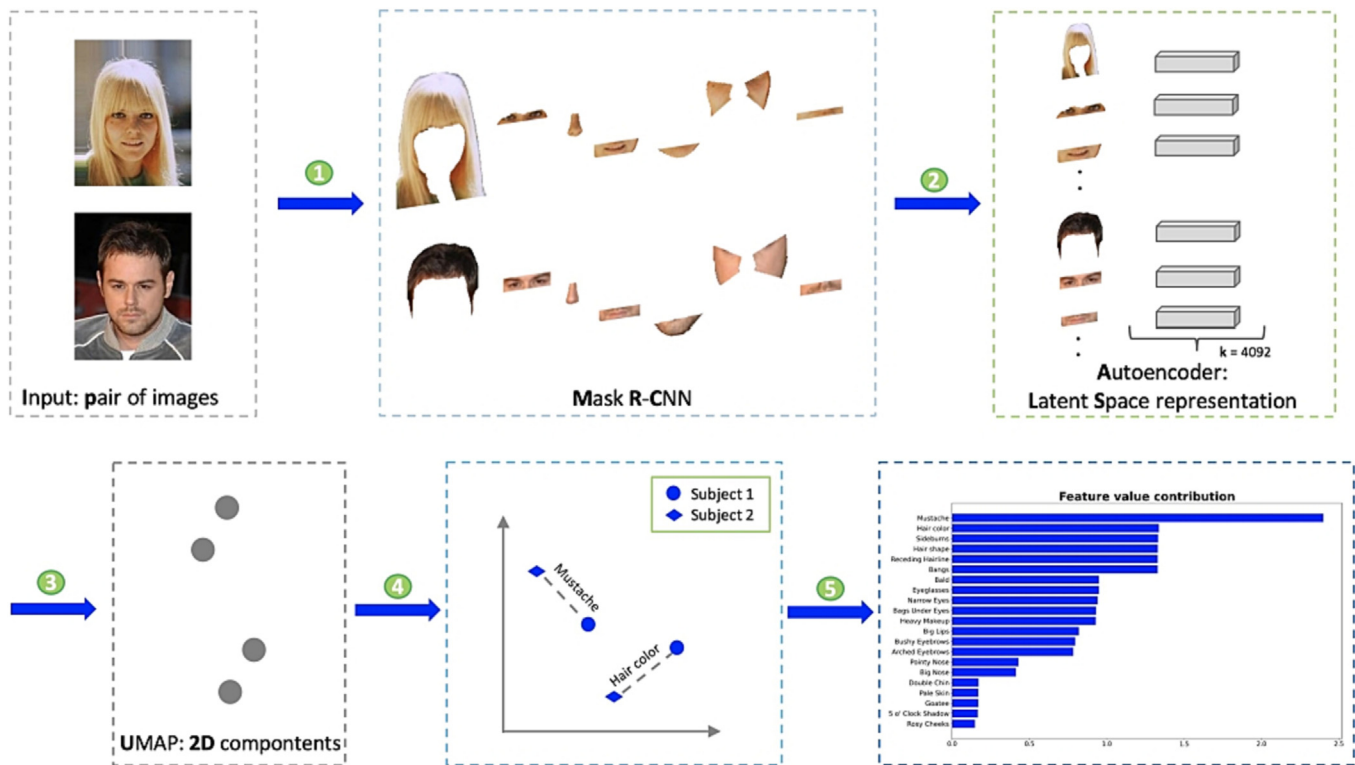 1
2
k = 4092
Input: pair of images
Mask R-CNN
Autoencoder:
Latent Space representation
3
UMAP: 2D compontents
4
Subject 1
Subject 2
Mustache
Hair color
5
Feature value contribution
Mustache
Hair color
Sideburns
Hair shape
Receding Hairline
Bangs
Bald
Eyeglasses
Narrow Eyes
Bags Under Eyes
Heavy Makeup
Big Lips
Bushy Eyebrows
Arched Eyebrows
Pointy Nose
Big Nose
Double Chin
Pale Skin
Goatee
5 o' Clock Shadow
Rosy Cheeks
0.0 0.5 1.0 1.5 2.0 2.5